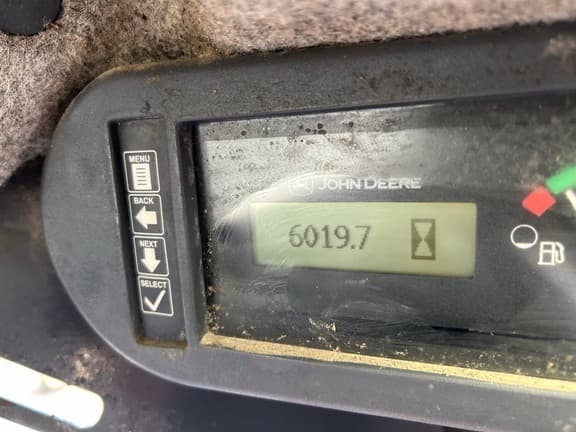 MENU
BACK
NEXT
SELECT
JOHN DEERE
6019.7